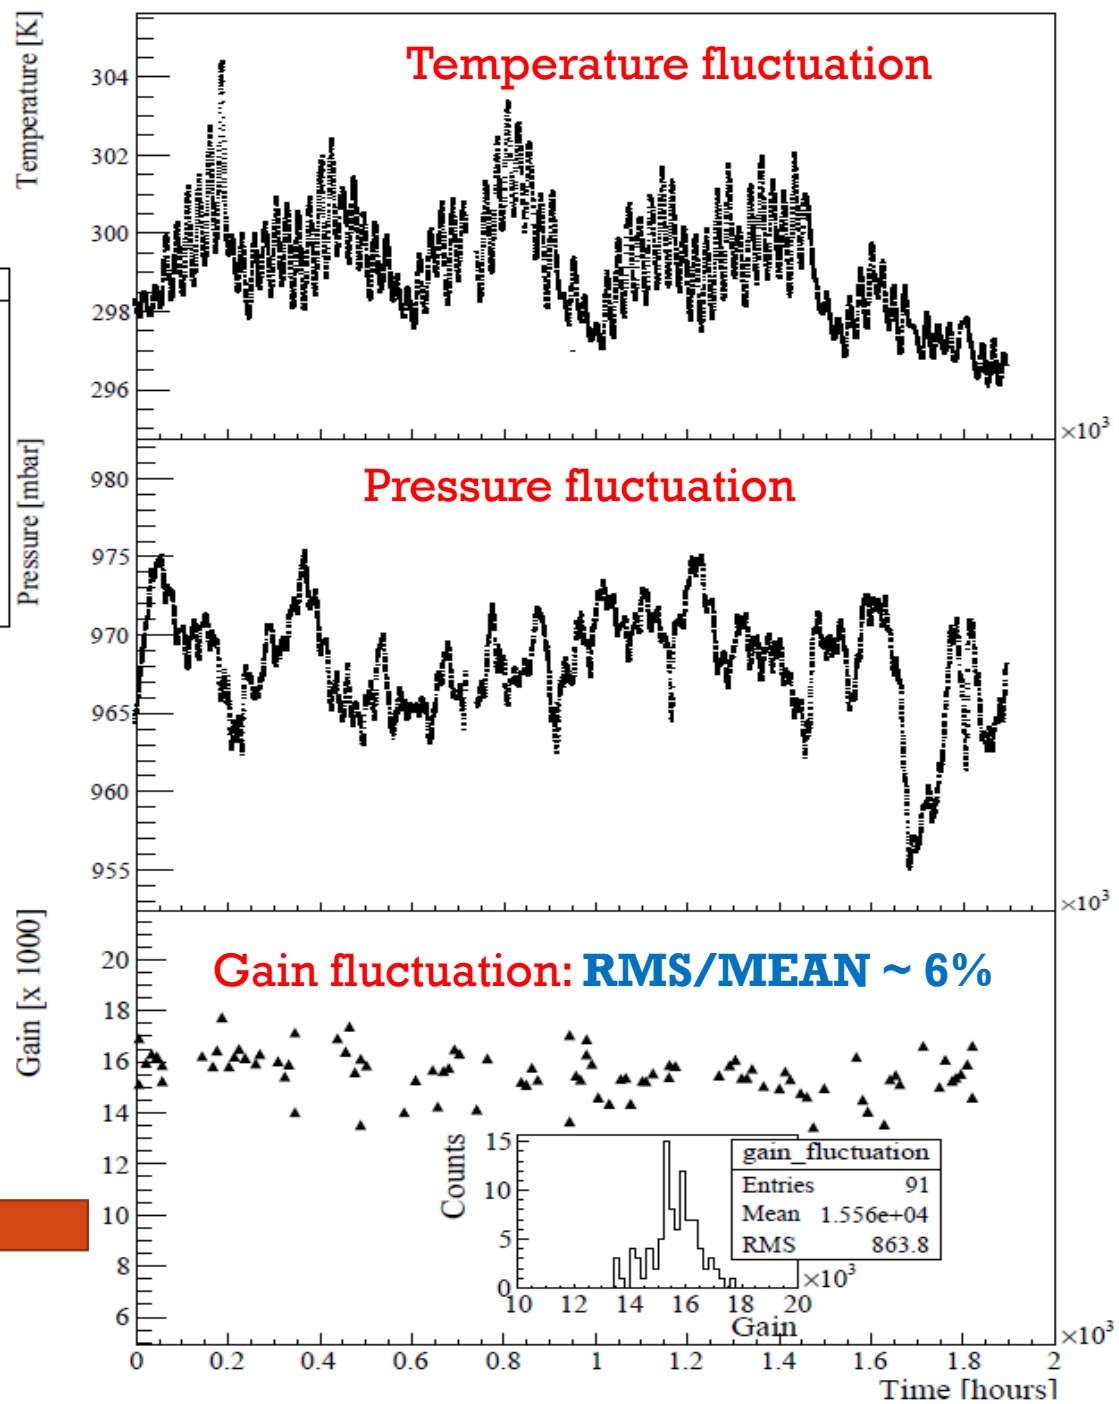 Temperature [K]
Temperature fluctuation
304
302
300
298
296
×10³
Pressure [mbar]
Pressure fluctuation
980
975
970
965
960
955
×10³
Gain [x 1000]
Gain fluctuation: RMS/MEAN ~ 6%
20
18
16
14
12
10
8
6
Counts
15
10
5
0
gain_fluctuation
Entries 91
Mean 1.556e+04
RMS 863.8
×10³
10 12 14 16 18 20
Gain
×10³
0 0.2 0.4 0.6 0.8 1 1.2 1.4 1.6 1.8 2
Time [hours]